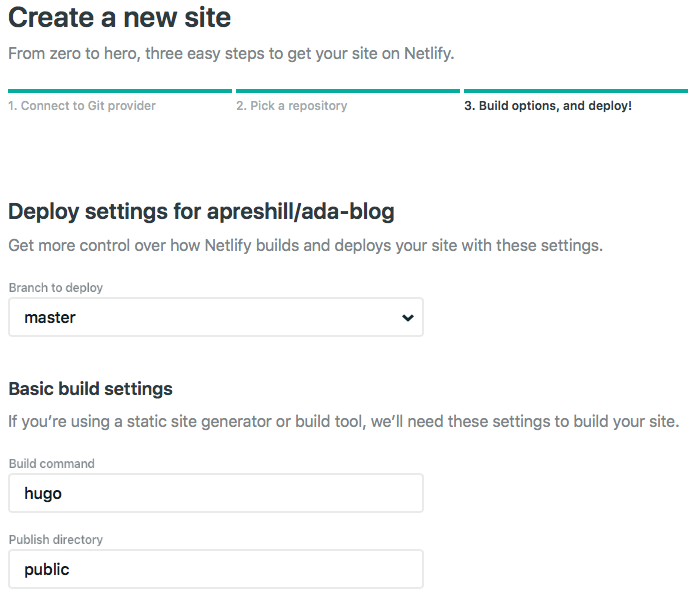 Create a new site
From zero to hero, three easy steps to get your site on Netlify.
1. Connect to Git provider
2. Pick a repository
3. Build options, and deploy!
Deploy settings for apreshill/ada-blog
Get more control over how Netlify builds and deploys your site with these settings.
Branch to deploy
master
Basic build settings
If you’re using a static site generator or build tool, we’ll need these settings to build your site.
Build command
hugo
Publish directory
public